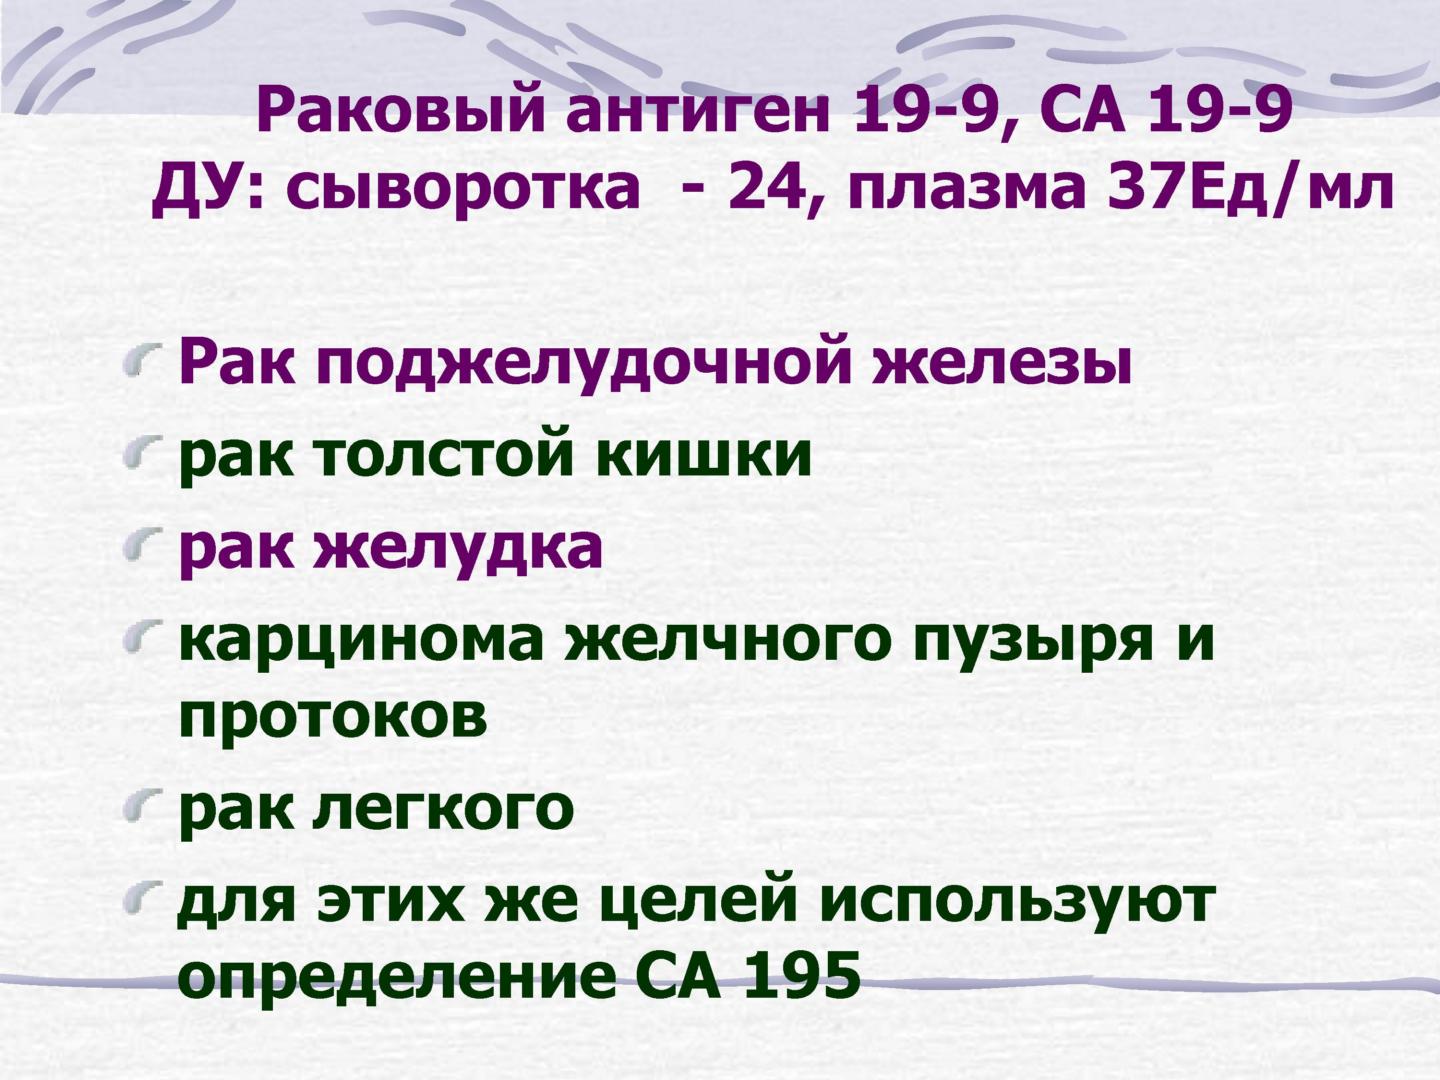 Раковый антиген 19-9, СА 19-9
ДУ: сыворотка - 24, плазма 37Ед/мл
Рак поджелудочной железы
рак толстой кишки
рак желудка
карцинома желчного пузыря и
протоков
рак легкого
для этих же целей используют
определение СА 195